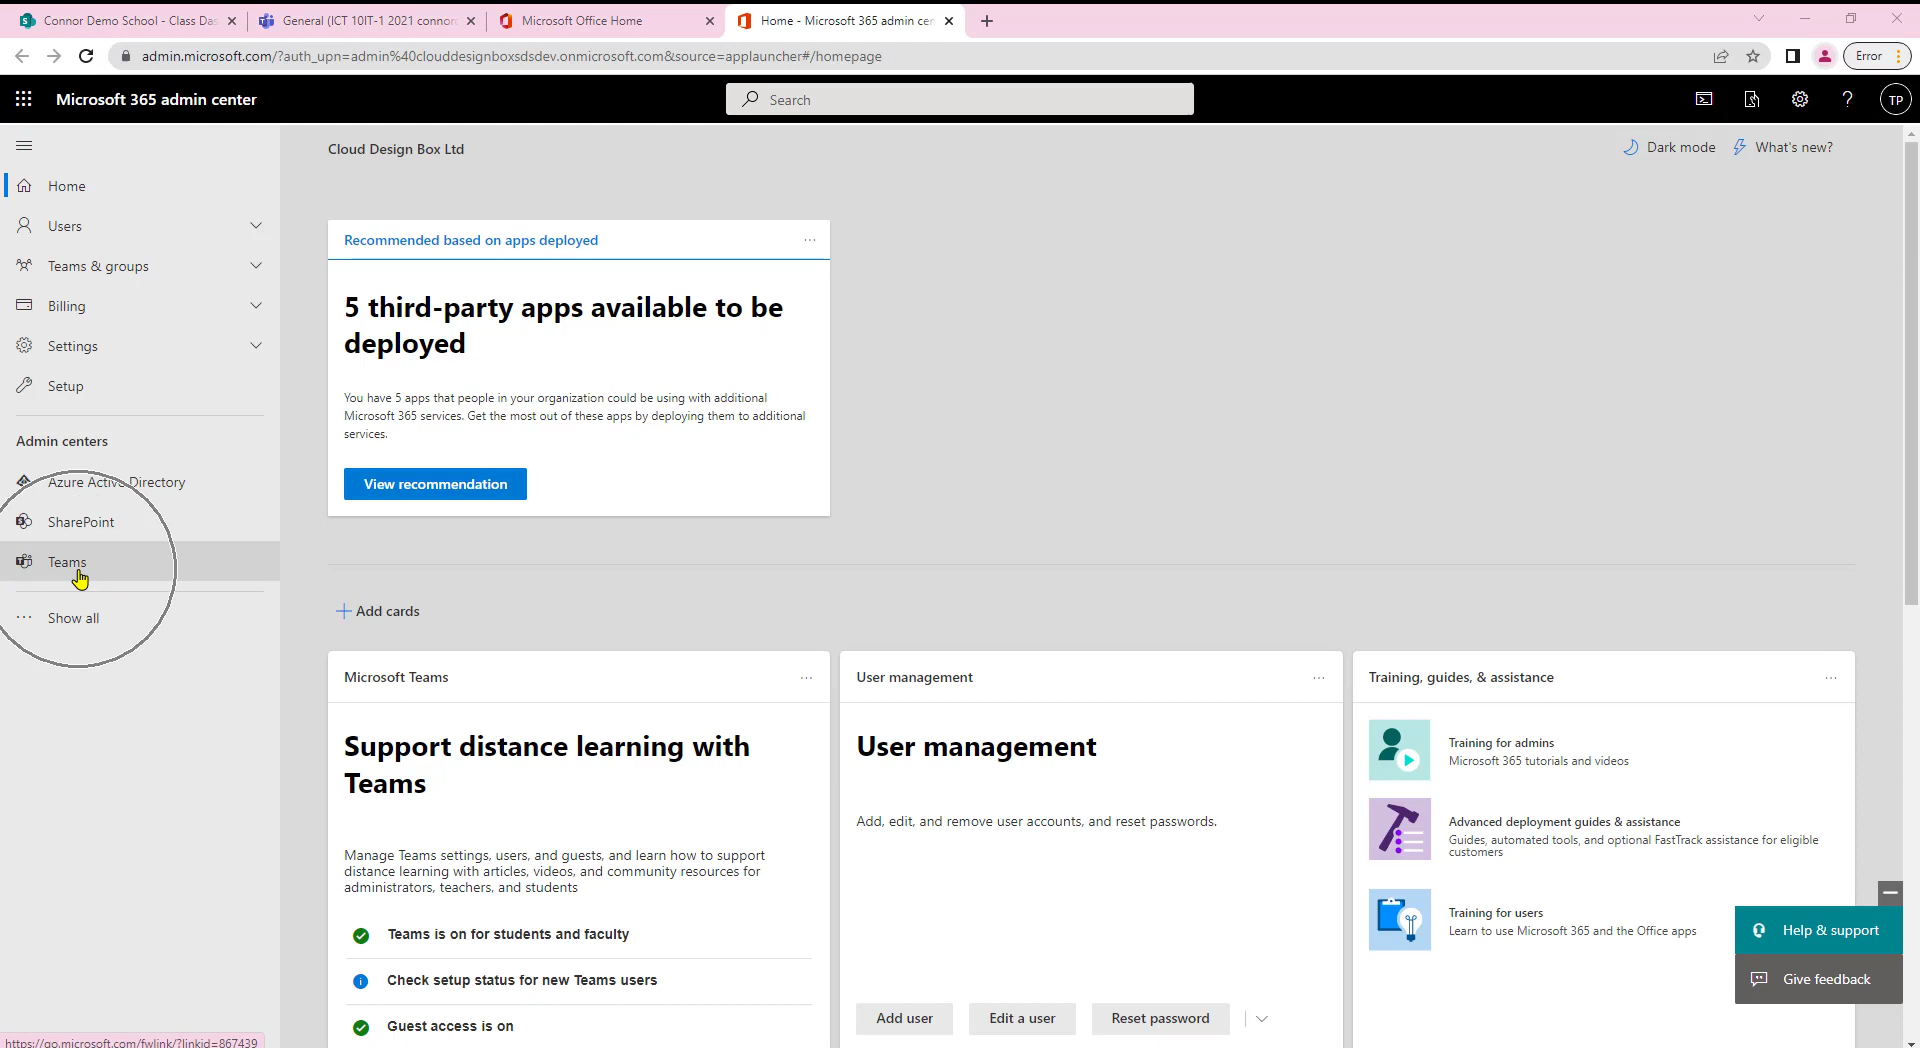 Connor Demo School - Class Das
General (ICT 10IT-1 2021 connor
Microsoft Office Home
Home - Microsoft 365 admin cen
admin.microsoft.com/?auth_upn=admin%40clouddesignboxsdsdev.onmicrosoft.com&source=applauncher#/homepage
Error
Microsoft 365 admin center
Search
TP
Cloud Design Box Ltd
Dark mode
What's new?
Home
Users
Teams & groups
Billing
Settings
Setup
Admin centers
Azure Active Directory
SharePoint
Teams
Show all
Recommended based on apps deployed
5 third-party apps available to be
deployed
You have 5 apps that people in your organization could be using with additional
Microsoft 365 services. Get the most out of these apps by deploying them to additional
services.
View recommendation
Add cards
Microsoft Teams
Support distance learning with
Teams
Manage Teams settings, users, and guests, and learn how to support
distance learning with articles, videos, and community resources for
administrators, teachers, and students
Teams is on for students and faculty
Check setup status for new Teams users
Guest access is on
User management
User management
Add, edit, and remove user accounts, and reset passwords.
Add user
Edit a user
Reset password
Training, guides, & assistance
Training for admins
Microsoft 365 tutorials and videos
Advanced deployment guides & assistance
Guides, automated tools, and optional FastTrack assistance for eligible
customers
Training for users
Learn to use Microsoft 365 and the Office apps
Help & support
Give feedback
https://go.microsoft.com/fwlink/?linkid=867439